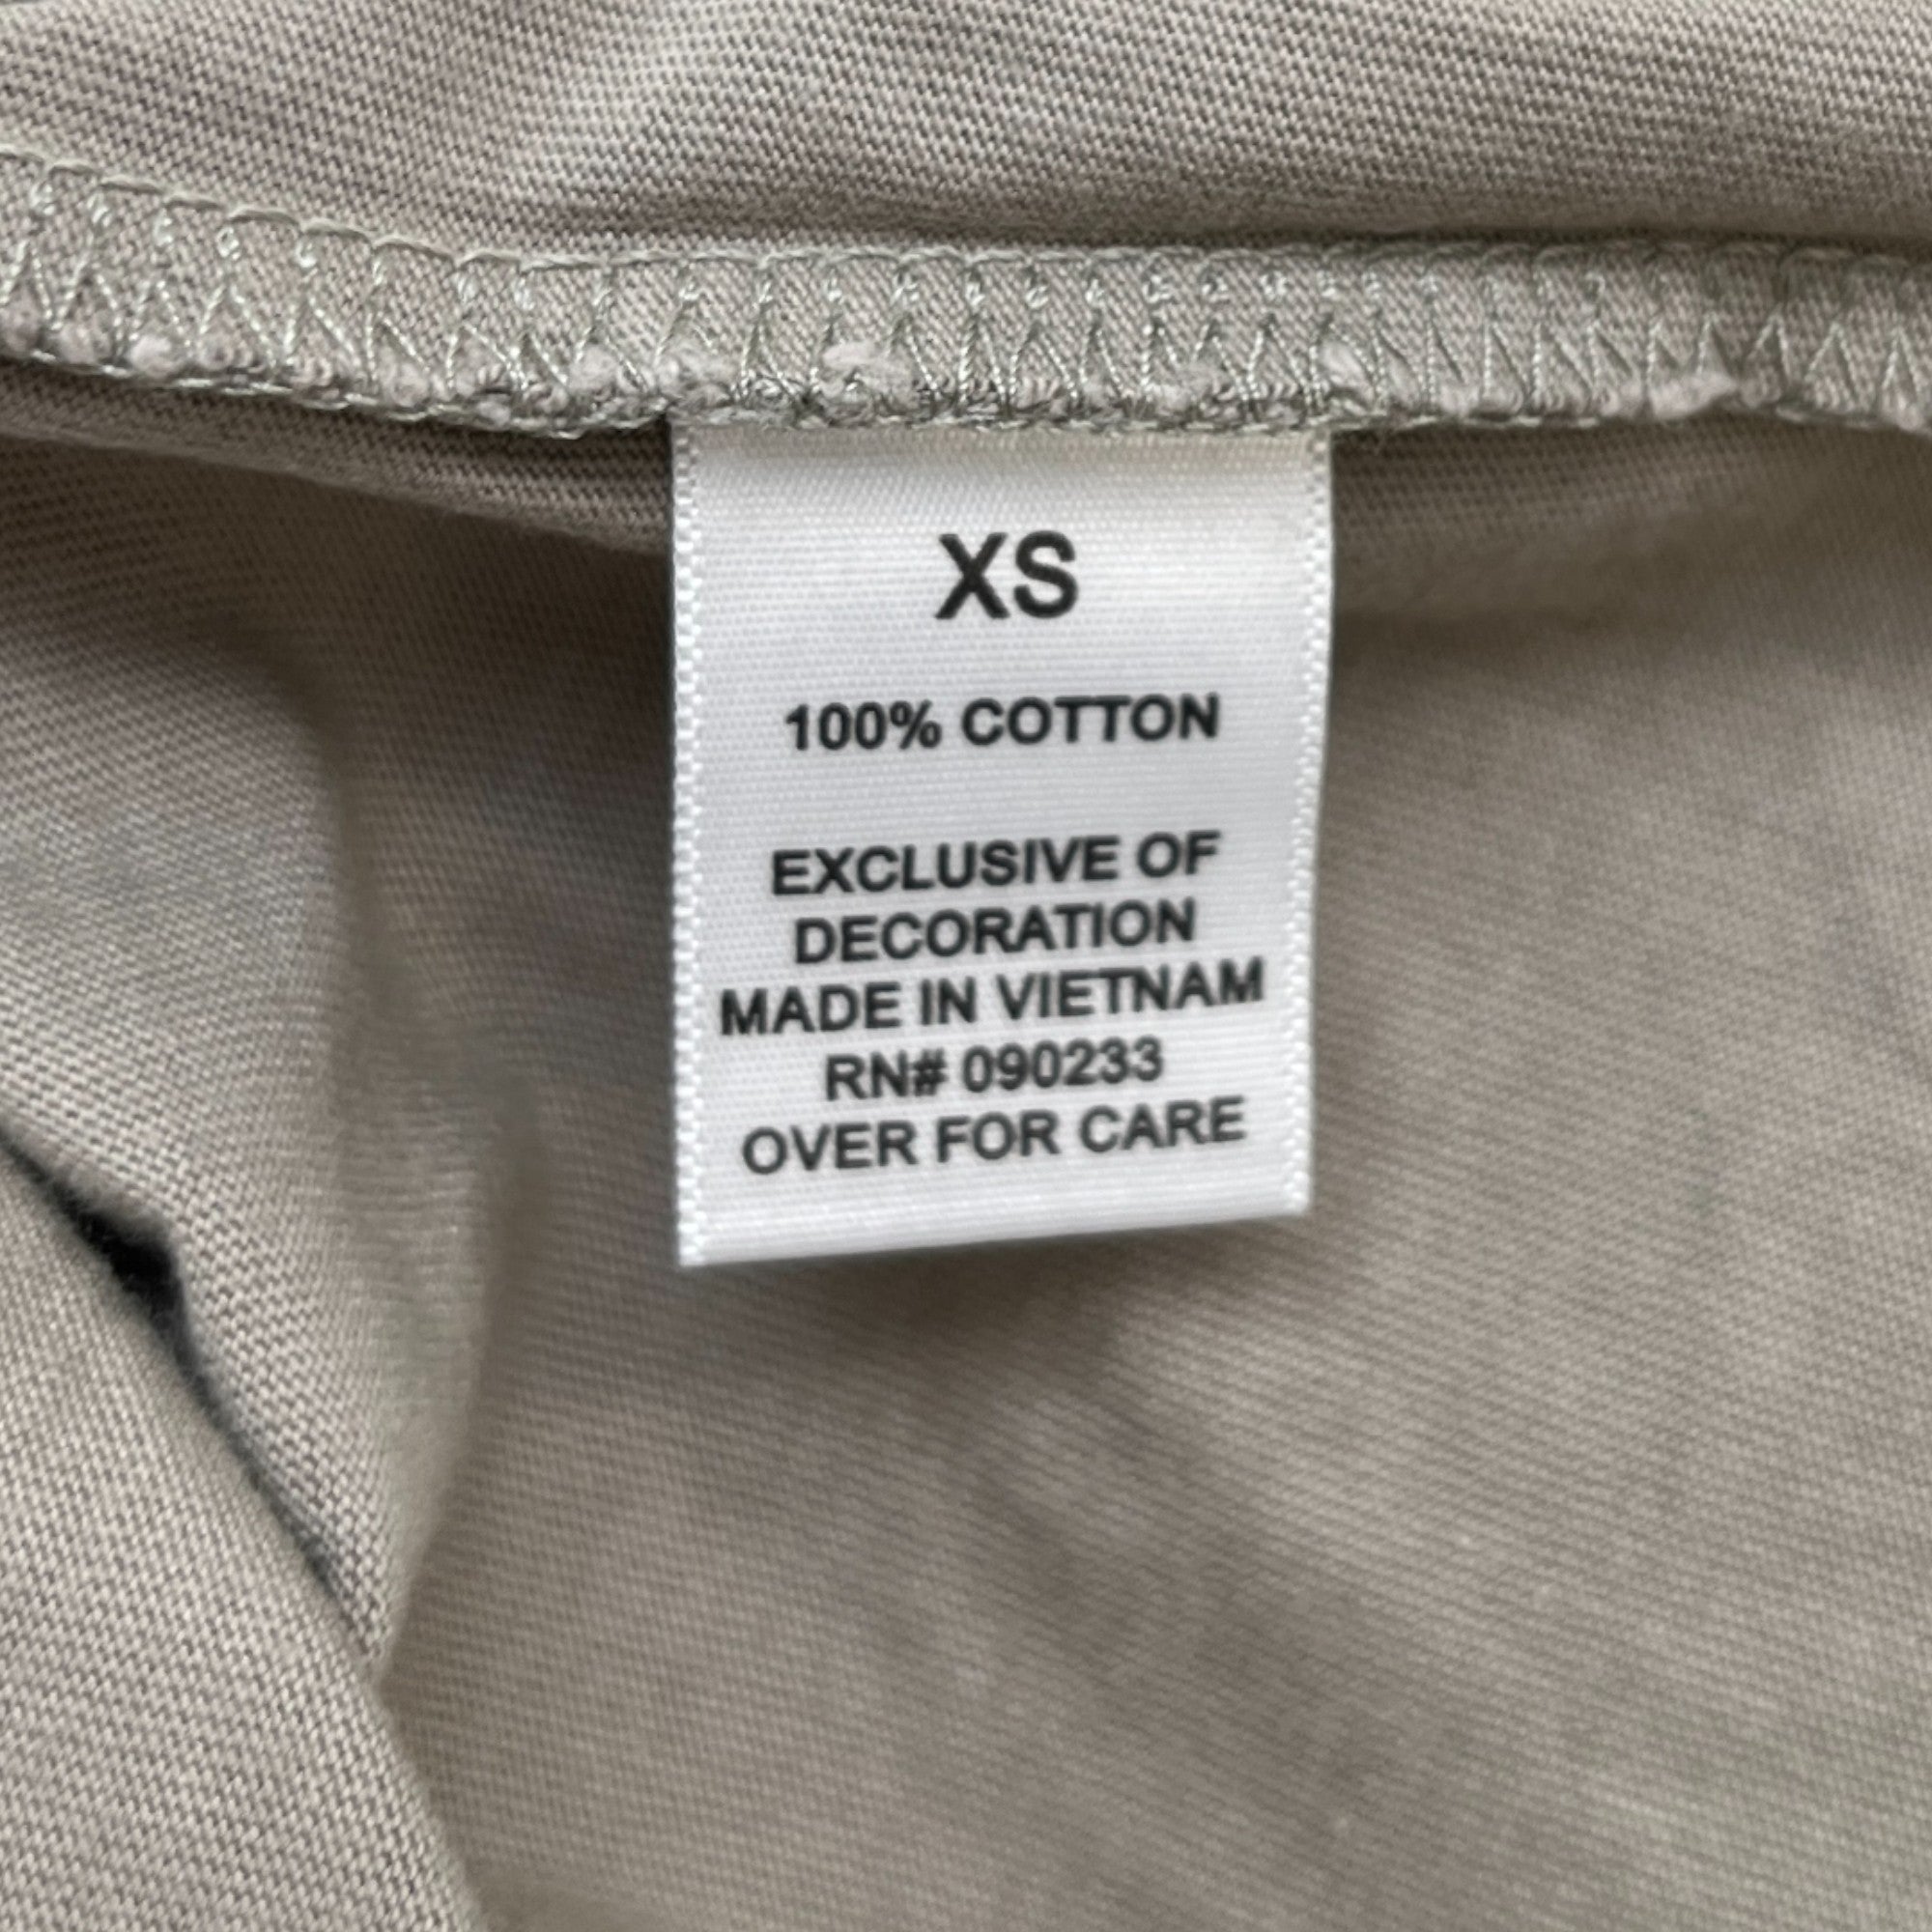 XS
100% COTTON
EXCLUSIVE OF
DECORATION
MADE IN VIETNAM
RN# 090233
OVER FOR CARE